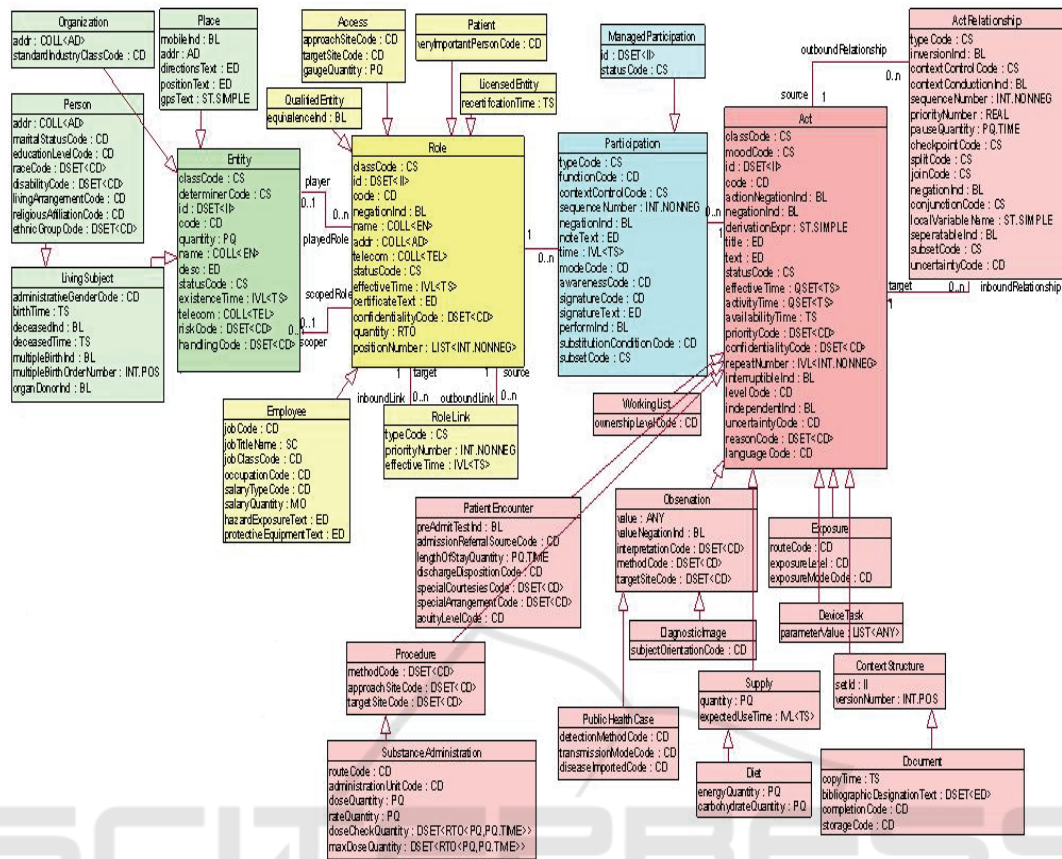 Organization
addr : COLL<AD>
standardIndustryClassCode : CD
Place
mobileInd : BL
addr : AD
directionsText : ED
positionText : ED
gpsText : ST.SIMPLE
Person
addr : COLL<AD>
maritalStatusCode : CD
educationLevelCode : CD
raceCode : DSET<CD>
disabilityCode : DSET<CD>
livingArrangementCode : CD
religiousAffiliationCode : CD
ethnicGroupCode : DSET<CD>
LivingSubject
administrativeGenderCode : CD
birthTime : TS
deceasedInd : BL
deceasedTime : TS
multipleBirthInd : BL
multipleBirthOrderNumber : INT.POS
organDonorInd : BL
Entity
classCode : CS
determinerCode : CS
id : DSET<II>
code : CD
quantity : PQ
name : COLL<EN>
desc : ED
statusCode : CS
existenceTime : IVL<TS>
telecom : COLL<TEL>
riskCode : DSET<CD>
handlingCode : DSET<CD>
player
0..1
0..n
playedRole
scopedRole
0..1
0..n
scoper
Access
approachSiteCode : CD
targetSiteCode : CD
gaugeQuantity : PQ
Patient
veryImportantPersonCode : CD
LicensedEntity
recertificationTime : TS
QualifiedEntity
equivalenceInd : BL
Role
classCode : CS
id : DSET<II>
code : CD
negationInd : BL
name : COLL<EN>
addr : COLL<AD>
telecom : COLL<TEL>
statusCode : CS
effectiveTime : IVL<TS>
certificateText : ED
confidentialityCode : DSET<CD>
quantity : RTO
positionNumber : LIST<INT.NONNEG>
1
target
1
source
inboundLink
0..n
outboundLink
0..n
Employee
jobCode : CD
jobTitleName : SC
jobClassCode : CD
occupationCode : CD
salaryTypeCode : CD
salaryQuantity : MO
hazardExposureText : ED
protectiveEquipmentText : ED
RoleLink
typeCode : CS
priorityNumber : INT.NONNEG
effectiveTime : IVL<TS>
1
0..n
ManagedParticipation
id : DSET<II>
statusCode : CS
Participation
typeCode : CS
functionCode : CD
contextControlCode : CS
sequenceNumber : INT.NONNEG
negationInd : BL
noteText : ED
time : IVL<TS>
modeCode : CD
awarenessCode : CD
signatureCode : CD
signatureText : ED
performInd : BL
substitutionConditionCode : CD
subsetCode : CS
0..n
1
outboundRelationship
0..n
source
1
Act
classCode : CS
moodCode : CS
id : DSET<II>
code : CD
actionNegationInd : BL
negationInd : BL
derivationExpr : ST.SIMPLE
title : ED
text : ED
statusCode : CS
effectiveTime : QSET<TS>
activityTime : QSET<TS>
availabilityTime : TS
priorityCode : DSET<CD>
confidentialityCode : DSET<CD>
repeatNumber : IVL<INT.NONNEG>
interruptibleInd : BL
levelCode : CD
independentInd : BL
uncertaintyCode : CD
reasonCode : DSET<CD>
languageCode : CD
ActRelationship
typeCode : CS
inversionInd : BL
contextControlCode : CS
contextConductionInd : BL
sequenceNumber : INT.NONNEG
priorityNumber : REAL
pauseQuantity : PQ.TIME
checkpointCode : CS
splitCode : CS
joinCode : CS
negationInd : BL
conjunctionCode : CS
localVariableName : ST.SIMPLE
seperatableInd : BL
subsetCode : CS
uncertaintyCode : CD
target
0..n
inboundRelationship
1
WorkingList
ownershipLevelCode : CD
PatientEncounter
preAdmitTestInd : BL
admissionReferralSourceCode : CD
lengthOfStayQuantity : PQ.TIME
dischargeDispositionCode : CD
specialCourtesiesCode : DSET<CD>
specialArrangementCode : DSET<CD>
acuityLevelCode : CD
Observation
value : ANY
valueNegationInd : BL
interpretationCode : DSET<CD>
methodCode : DSET<CD>
targetSiteCode : DSET<CD>
Exposure
routeCode : CD
exposureLevel : CD
exposureModeCode : CD
DeviceTask
parameterValue : LIST<ANY>
DiagnosticImage
subjectOrientationCode : CD
Procedure
methodCode : DSET<CD>
approachSiteCode : DSET<CD>
targetSiteCode : DSET<CD>
Supply
quantity : PQ
expectedUseTime : IVL<TS>
ContextStructure
setId : II
versionNumber : INT.POS
PublicHealthCase
detectionMethodCode : CD
transmissionModeCode : CD
diseaseImportedCode : CD
SubstanceAdministration
routeCode : CD
administrationUnitCode : CD
doseQuantity : PQ
rateQuantity : PQ
doseCheckQuantity : DSET<RTO<PQ,PQ.TIME>>
maxDoseQuantity : DSET<RTO<PQ,PQ.TIME>>
Diet
energyQuantity : PQ
carbohydrateQuantity : PQ
Document
copyTime : TS
bibliographicDesignationText : DSET<ED>
completionCode : CD
storageCode : CD